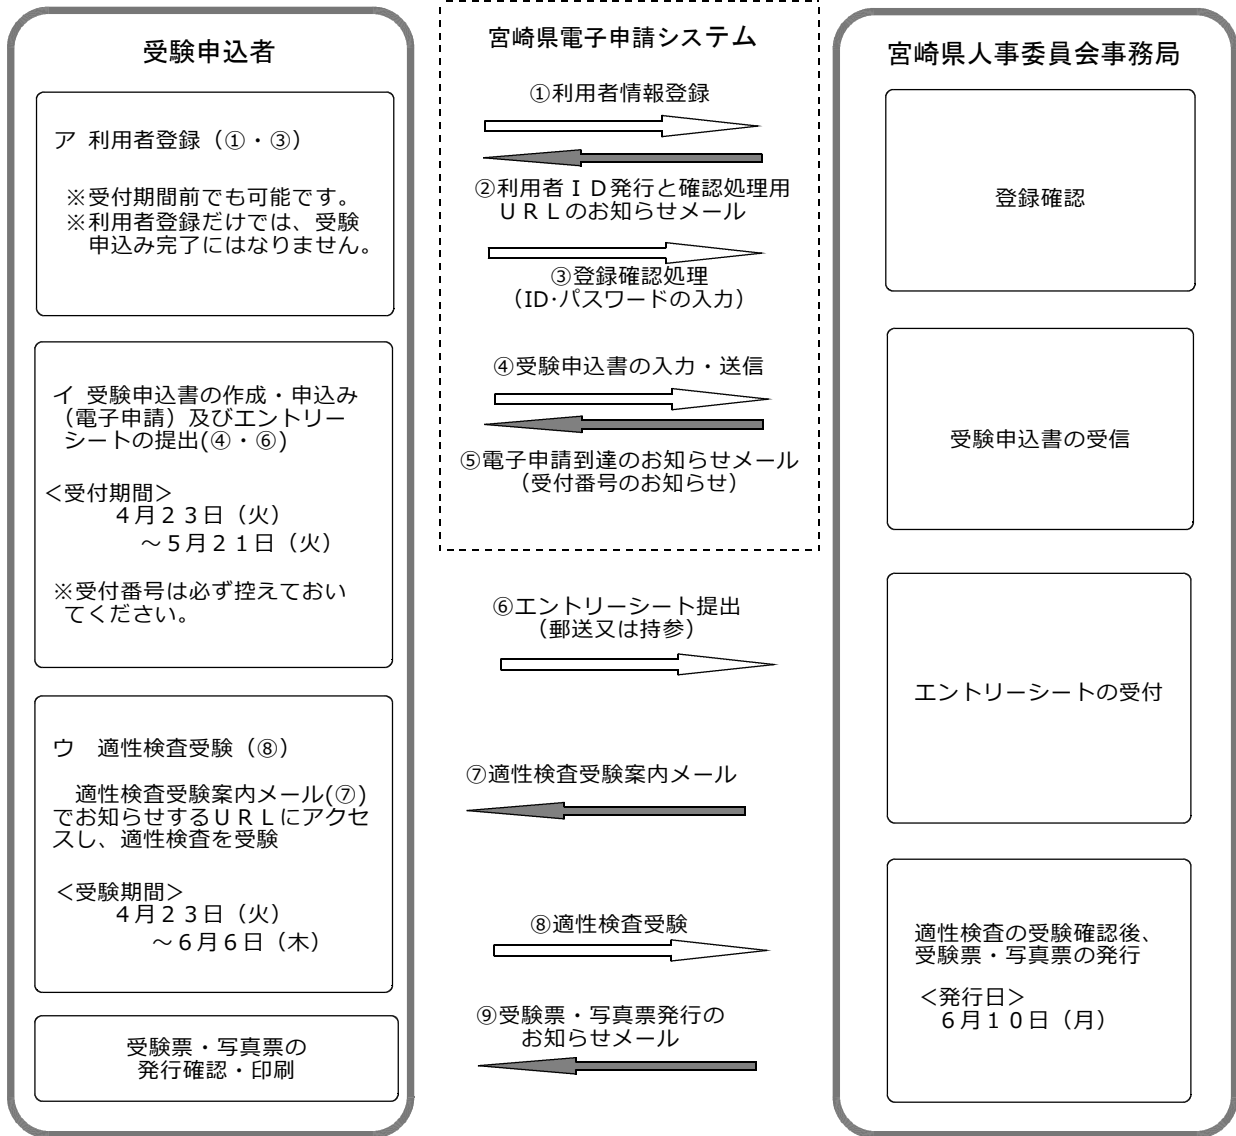 受験申込者
ア 利用者登録（①・③）
※受付期間前でも可能です。
※利用者登録だけでは、受験
申込み完了にはなりません。
イ 受験申込書の作成・申込み
（電子申請）及びエントリー
シートの提出(④・⑥)
＜受付期間＞
４月２３日（火）
～５月２１日（火）
※受付番号は必ず控えておい
てください。
ウ　適性検査受験（⑧）
適性検査受験案内メール(⑦)
でお知らせするＵＲＬにアクセ
スし、適性検査を受験
＜受験期間＞
４月２３日（火）
～６月６日（木）
受験票・写真票の
発行確認・印刷
宮崎県電子申請システム
①利用者情報登録
②利用者ＩＤ発行と確認処理用
ＵＲＬのお知らせメール
③登録確認処理
（ID･パスワードの入力）
④受験申込書の入力・送信
⑤電子申請到達のお知らせメール
（受付番号のお知らせ）
⑥エントリーシート提出
（郵送又は持参）
⑦適性検査受験案内メール
⑧適性検査受験
⑨受験票・写真票発行の
お知らせメール
宮崎県人事委員会事務局
登録確認
受験申込書の受信
エントリーシートの受付
適性検査の受験確認後、
受験票・写真票の発行
＜発行日＞
６月１０日（月）